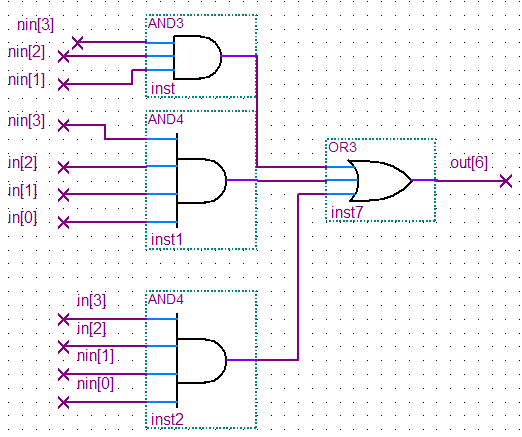 nin[3]
AND3
nin[2]
nin[1]
inst
nin[3]
AND4
in[2]
in[1]
in[0]
inst1
OR3
out[6]
inst7
in[3]
AND4
in[2]
nin[1]
nin[0]
inst2